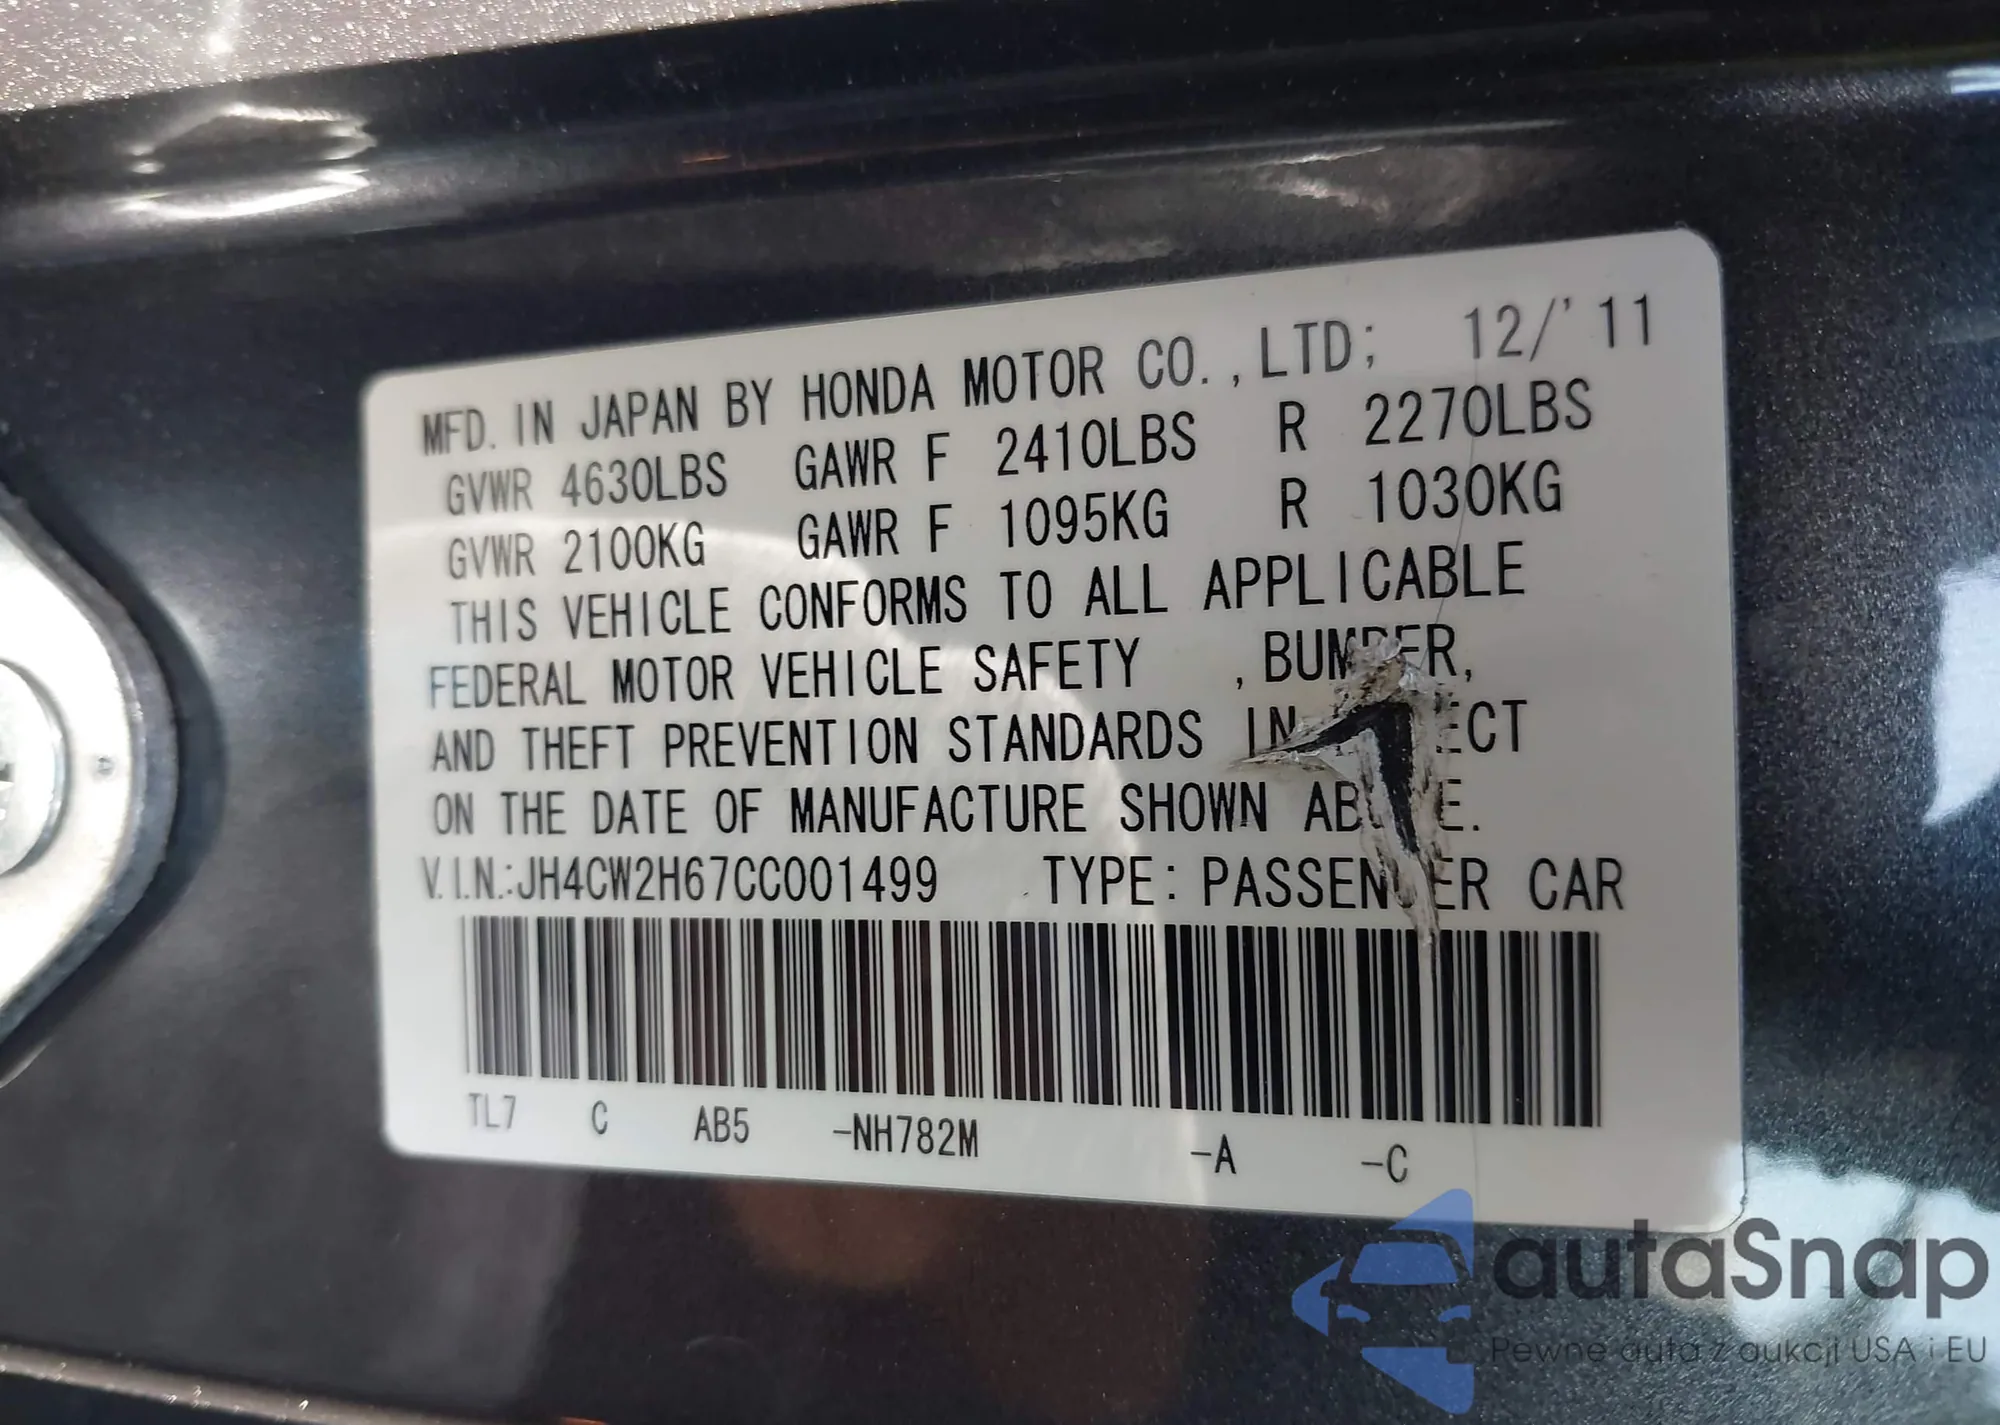 MFD. IN JAPAN BY HONDA MOTOR CO., LTD; 12/'11
GVWR 4630LBS GAWR F 2410LBS R 2270LBS
GVWR 2100KG GAWR F 1095KG R 1030KG
THIS VEHICLE CONFORMS TO ALL APPLICABLE
FEDERAL MOTOR VEHICLE SAFETY , BUMPER,
AND THEFT PREVENTION STANDARDS IN
ON THE DATE OF MANUFACTURE SHOWN ABOVE.
V.I.N.:JH4CW2H67CC001499 TYPE: PASSENGER CAR
TL7 C AB5 -NH782M -A -C
autaSnap
Pewne auta z aukcji USA i EU